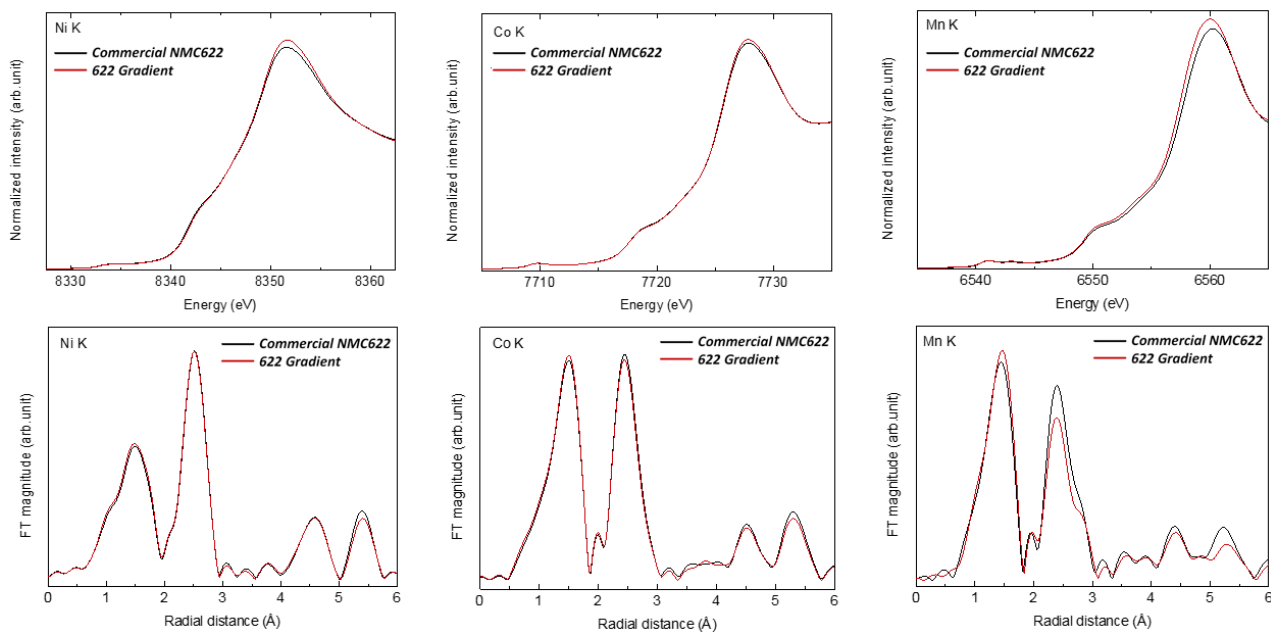 Ni K
Commercial NMC622
622 Gradient
Normalized intensity (arb.unit)
8330 8340 8350 8360
Energy (eV)
Co K
Commercial NMC622
622 Gradient
Normalized intensity (arb.unit)
7710 7720 7730
Energy (eV)
Mn K
Commercial NMC622
622 Gradient
Normalized intensity (arb.unit)
6540 6550 6560
Energy (eV)
Ni K
Commercial NMC622
622 Gradient
FT magnitude (arb.unit)
0 1 2 3 4 5 6
Radial distance (Å)
Co K
Commercial NMC622
622 Gradient
FT magnitude (arb.unit)
0 1 2 3 4 5 6
Radial distance (Å)
Mn K
Commercial NMC622
622 Gradient
FT magnitude (arb.unit)
0 1 2 3 4 5 6
Radial distance (Å)